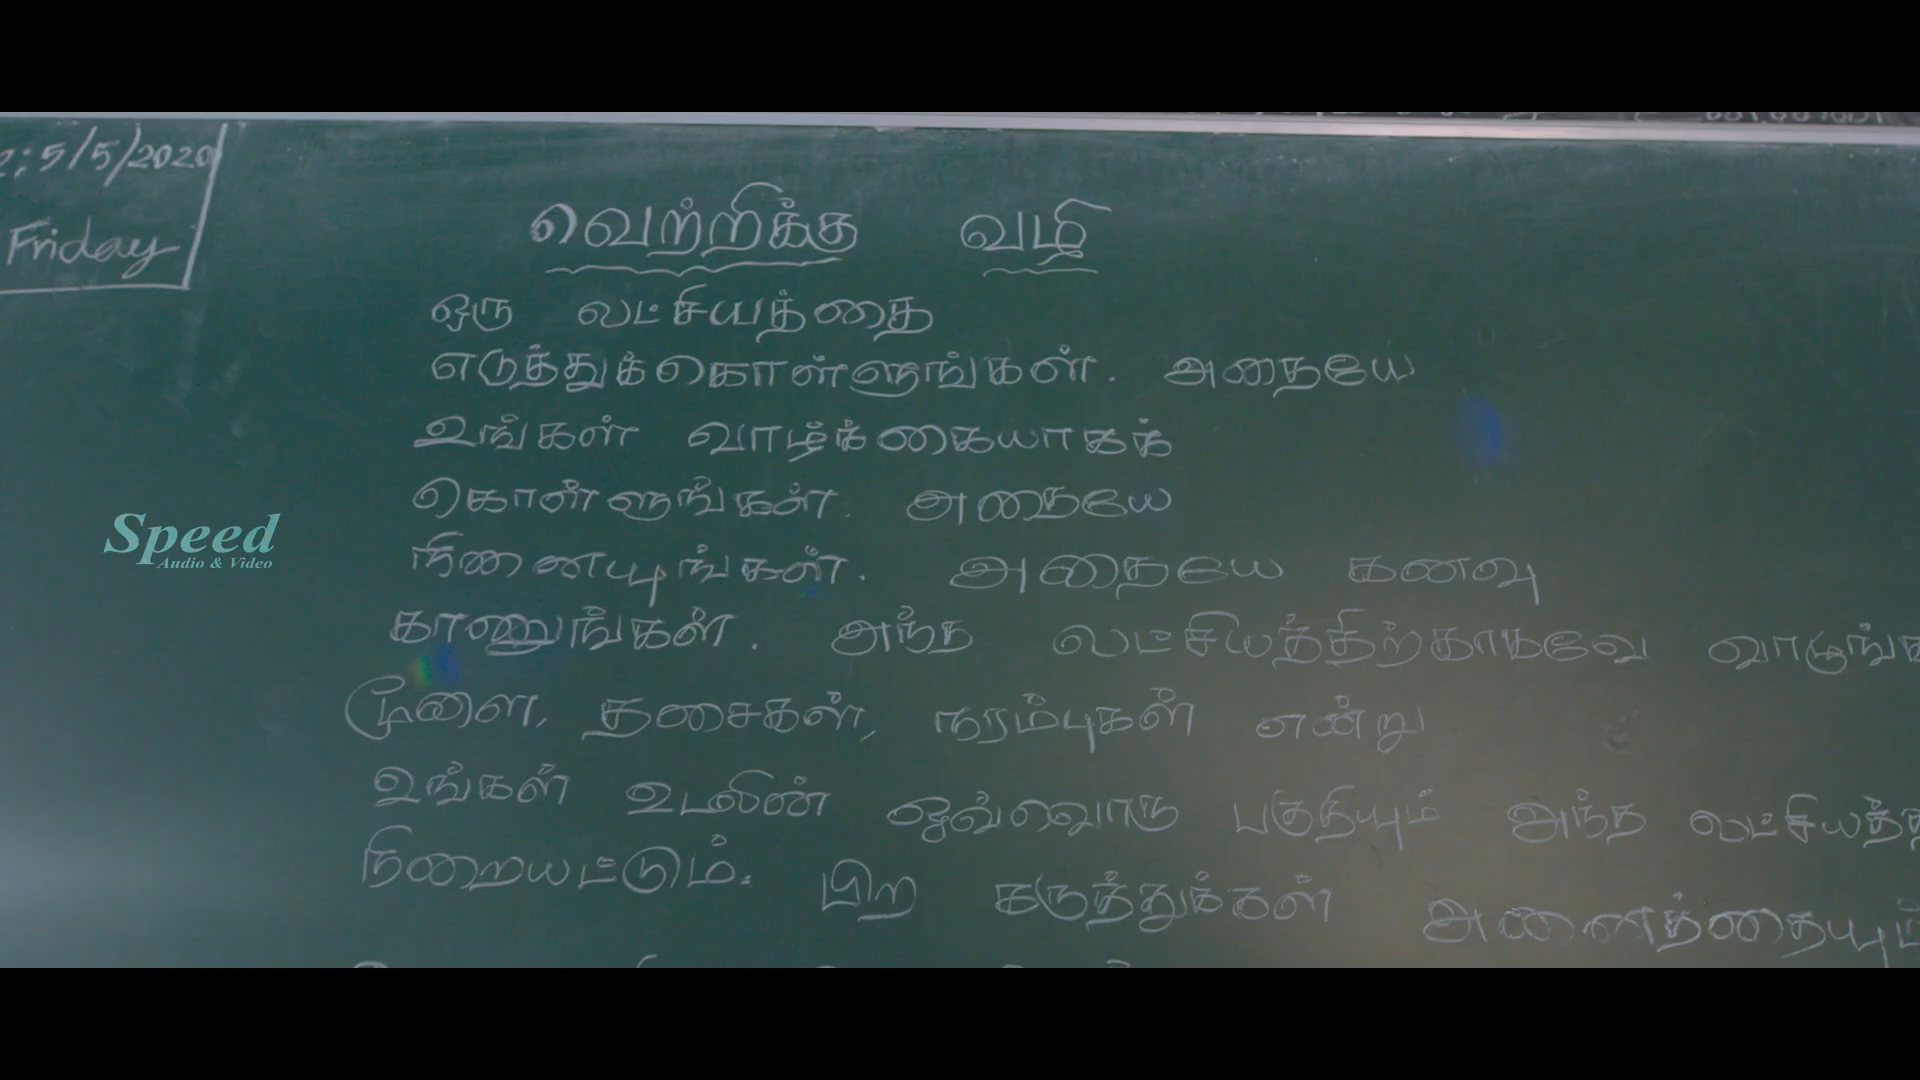 5/5/2020
Friday
வெற்றிக்கு வழி
ஒரு லட்சியத்தை
எடுத்துக்கொள்ளுங்கள். அதையே
உங்கள் வாழ்க்கையாகக்
கொள்ளுங்கள். அதையே
நினையுங்கள். அதையே கனவு
காணுங்கள். அந்த லட்சியத்திற்காகவே
மூளை, தசைகள், நரம்புகள் என்று
உங்கள் உடலின் ஒவ்வொரு பகுதியும் அந்த
நிறையட்டும். பிற கருத்துக்கள் அனைத்தையும்
Speed
Audio & Video